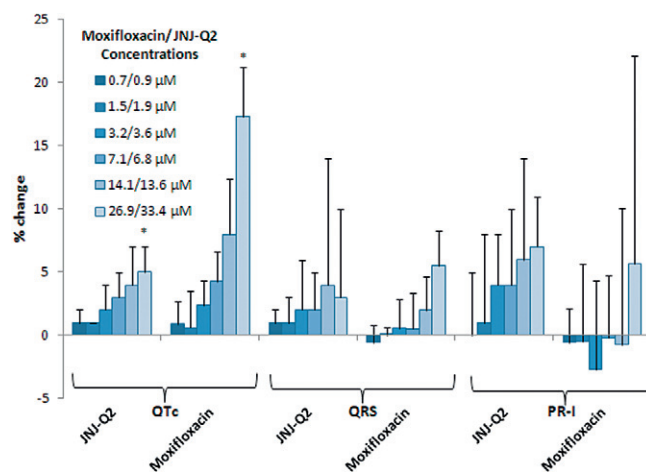 25
20
15
10
5
0
-5
% change
Moxifloxacin/JNJ-Q2
Concentrations
0.7/0.9 µM
1.5/1.9 µM
3.2/3.6 µM
7.1/6.8 µM
14.1/13.6 µM
26.9/33.4 µM
*
*
QTc
QRS
PR-I
JNJ-Q2
Moxifloxacin
JNJ-Q2
Moxifloxacin
JNJ-Q2
Moxifloxacin